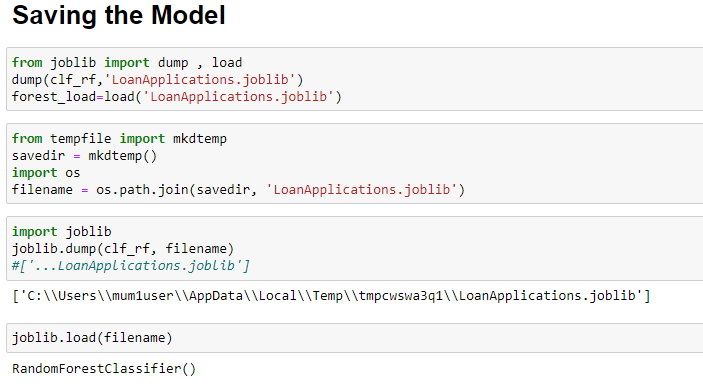 Saving the Model
from joblib import dump , load
dump(clf_rf,'LoanApplications.joblib')
forest_load=load('LoanApplications.joblib')
from tempfile import mkdtemp
savedir = mkdtemp()
import os
filename = os.path.join(savedir, 'LoanApplications.joblib')
import joblib
joblib.dump(clf_rf, filename)
#['...LoanApplications.joblib']
['C:\\Users\\mum1user\\AppData\\Local\\Temp\\tmpcwswa3q1\\LoanApplications.joblib']
joblib.load(filename)
RandomForestClassifier()